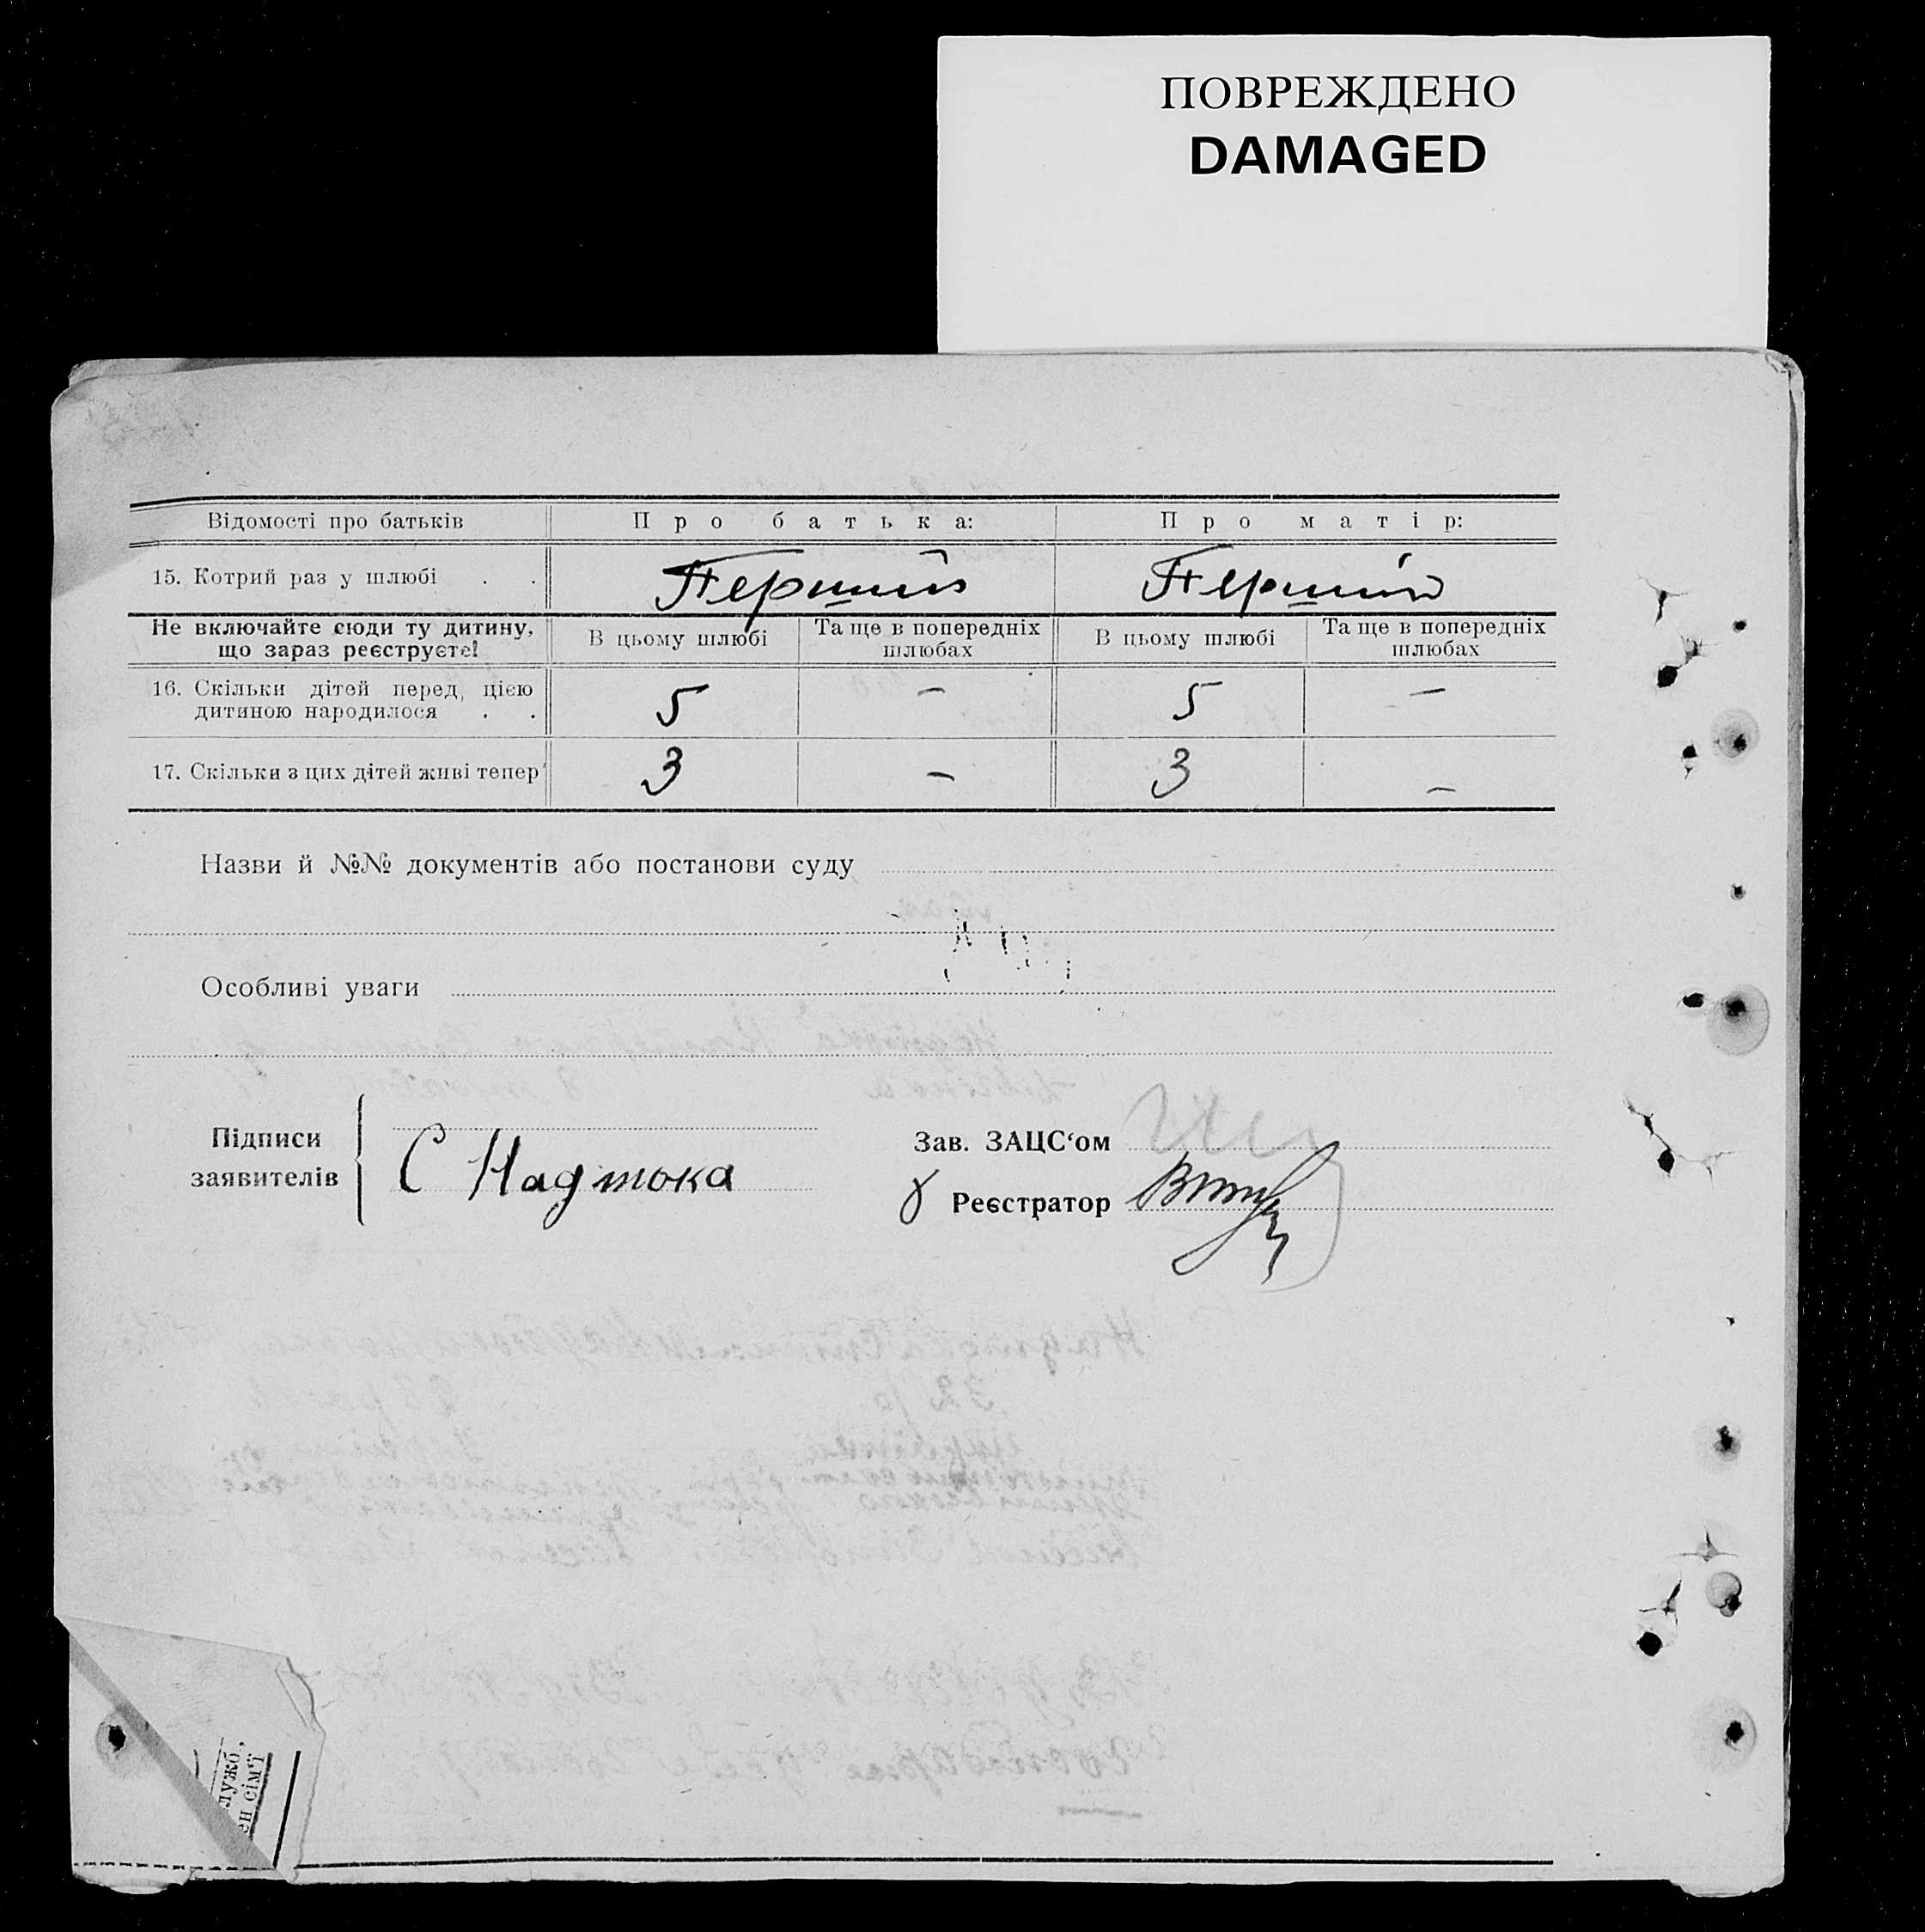 ПОВРЕЖДЕНО
DAMAGED
Відомості про батьків
Про батька:
Про матір:
15. Котрий раз у шлюбі . .
Перший
Перший
Не включайте сюди ту дитину,
що зараз реєструєте!
В цьому шлюбі
Та ще в попередніх
шлюбах
В цьому шлюбі
Та ще в попередніх
шлюбах
16. Скільки дітей перед цією
дитиною народилося . .
5
–
5
–
17. Скільки з цих дітей живі тепер
3
–
3
–
Назви й №№ документів або постанови суду
Особливі уваги
Підписи
заявителів
С Надтока
Зав. ЗАЦС‘ом
Реєстратор
служб.,
ен сім‘ї